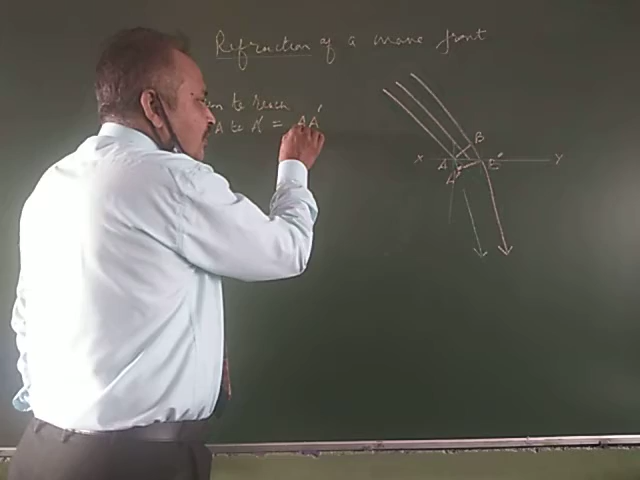 Refraction of a wave front
to reach
A to A' = AA'
X
A
B
B'
Y
A'